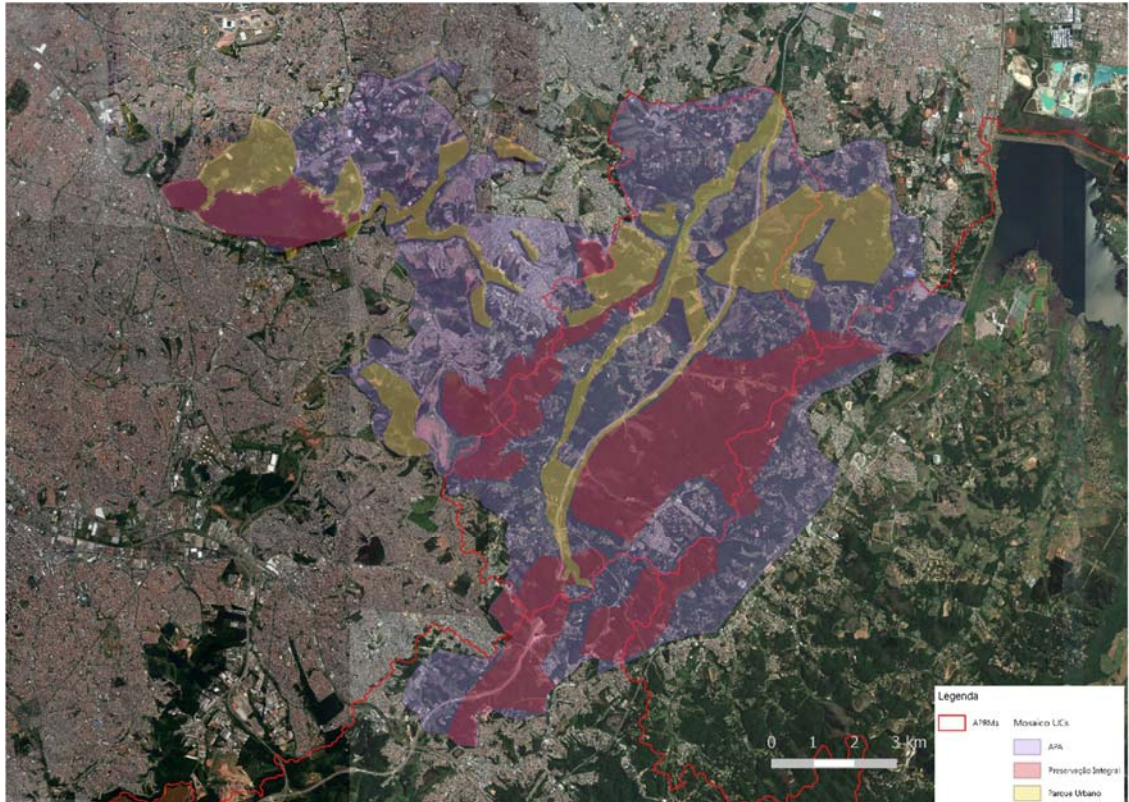 0 1 2 3 km
Legenda
APRMs Mosaico UCs
APA
Preservação Integral
Parque Urbano